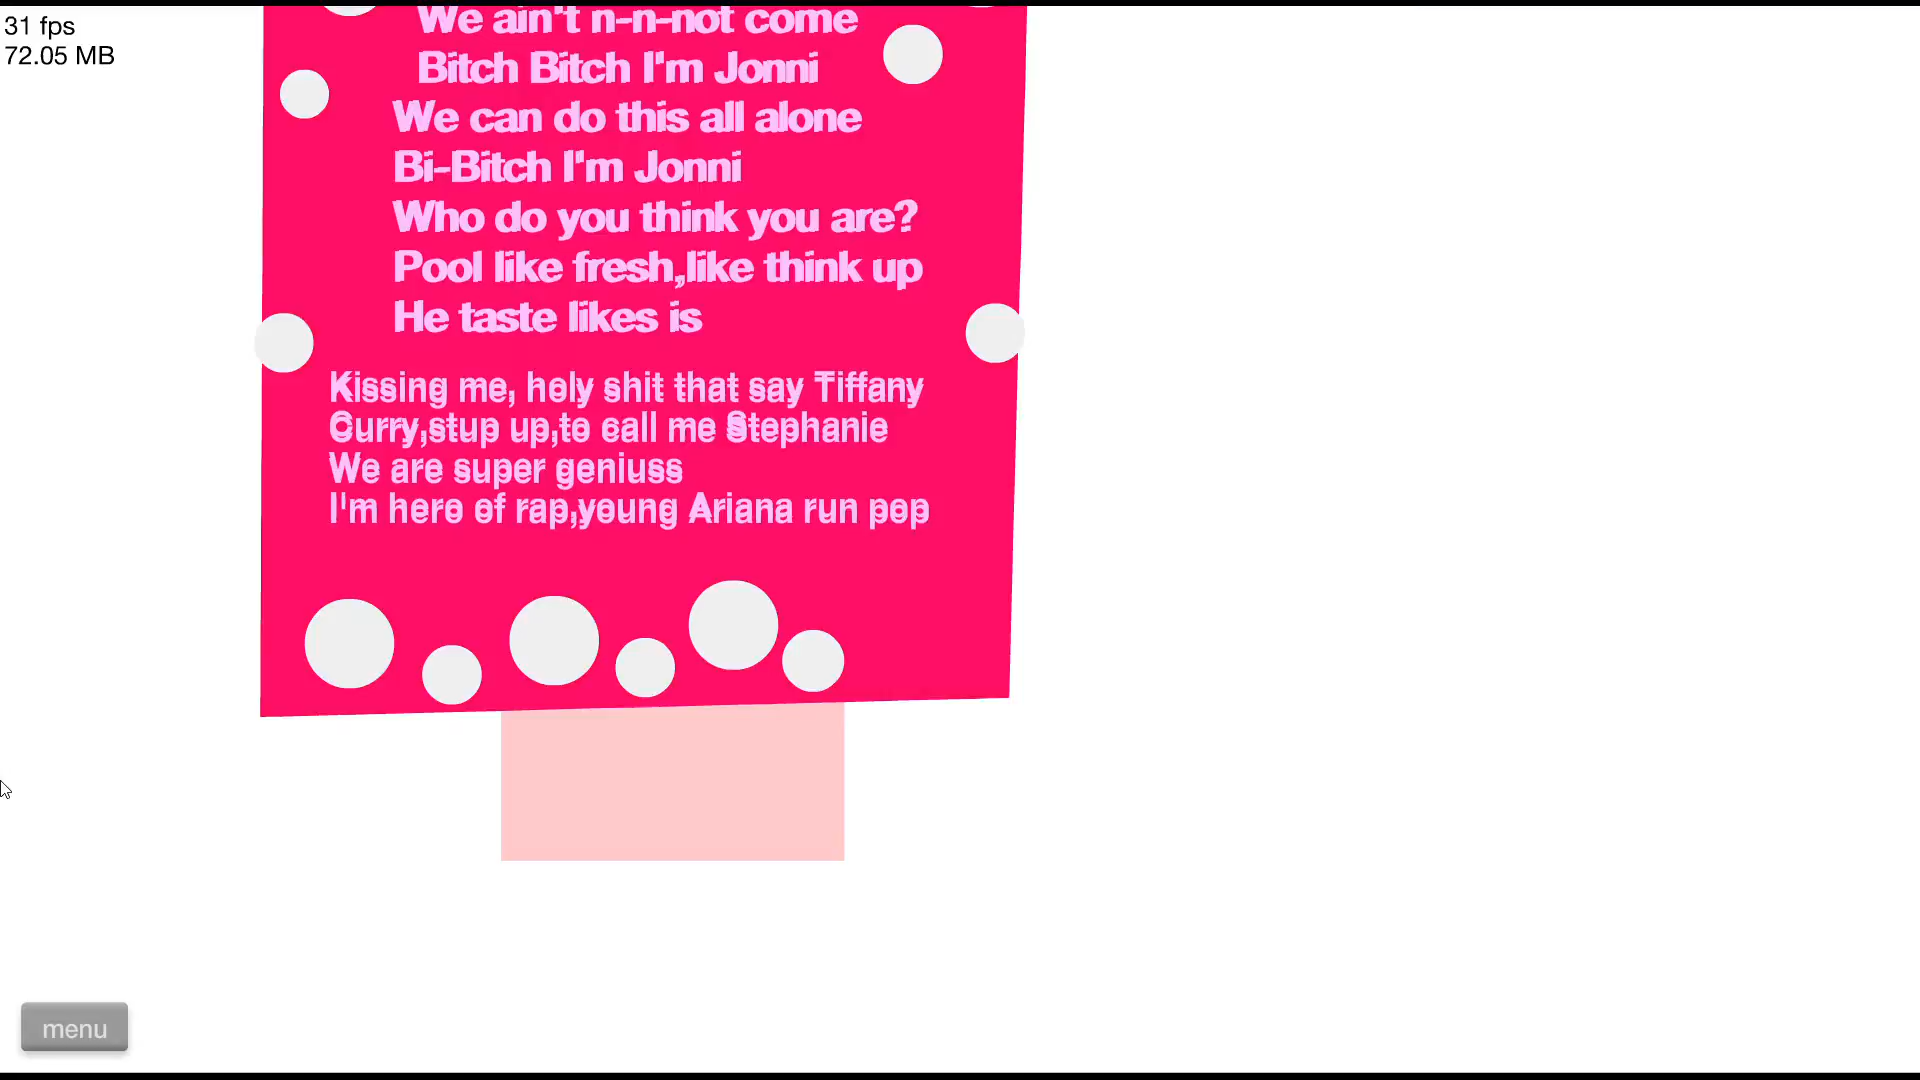 31 fps
72.05 MB
We ain't n-n-not come
Bitch Bitch I'm Jonni
We can do this all alone
Bi-Bitch I'm Jonni
Who do you think you are?
Pool like fresh,like think up
He taste likes is
Kissing me, holy shit that say Tiffany
Curry,stup up,to call me Stephanie
We are super geniuss
I'm here of rap,young Ariana run pop
menu